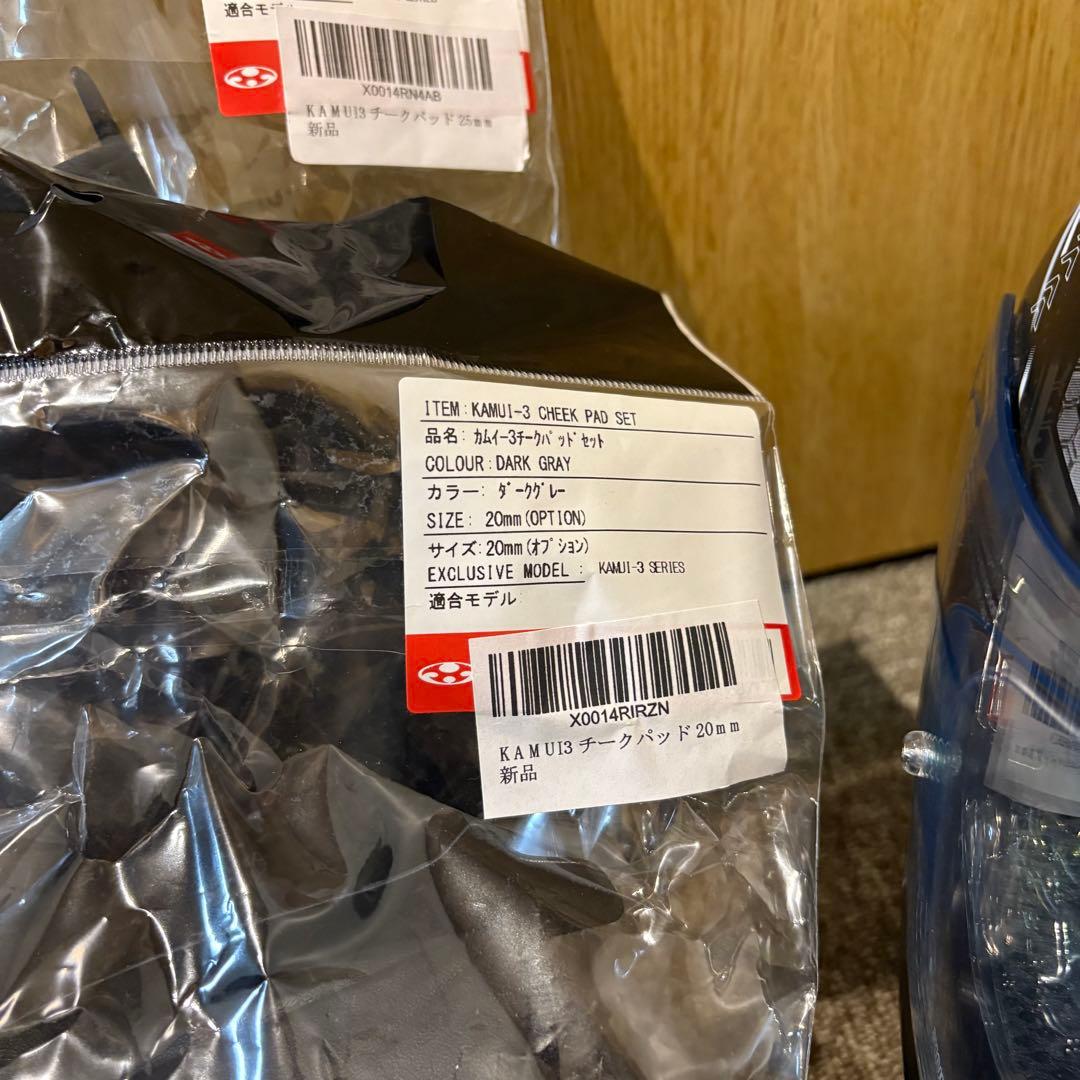 適合モデル
X0014RN4AB
KAMUI3 チークパッド 25mm
新品
ITEM:KAMUI-3 CHEEK PAD SET
品名: ｶﾑｲｰ3ﾁｰｸﾊﾟｯﾄﾞｾｯﾄ
COLOUR:DARK GRAY
カラー: ﾀﾞｰｸｸﾞﾚｰ
SIZE: 20mm(OPTION)
サイズ:20mm(ｵﾌﾟｼｮﾝ)
EXCLUSIVE MODEL : KAMUI-3 SERIES
適合モデル:
X0014RIRZN
KAMUI3 チークパッド 20mm
新品